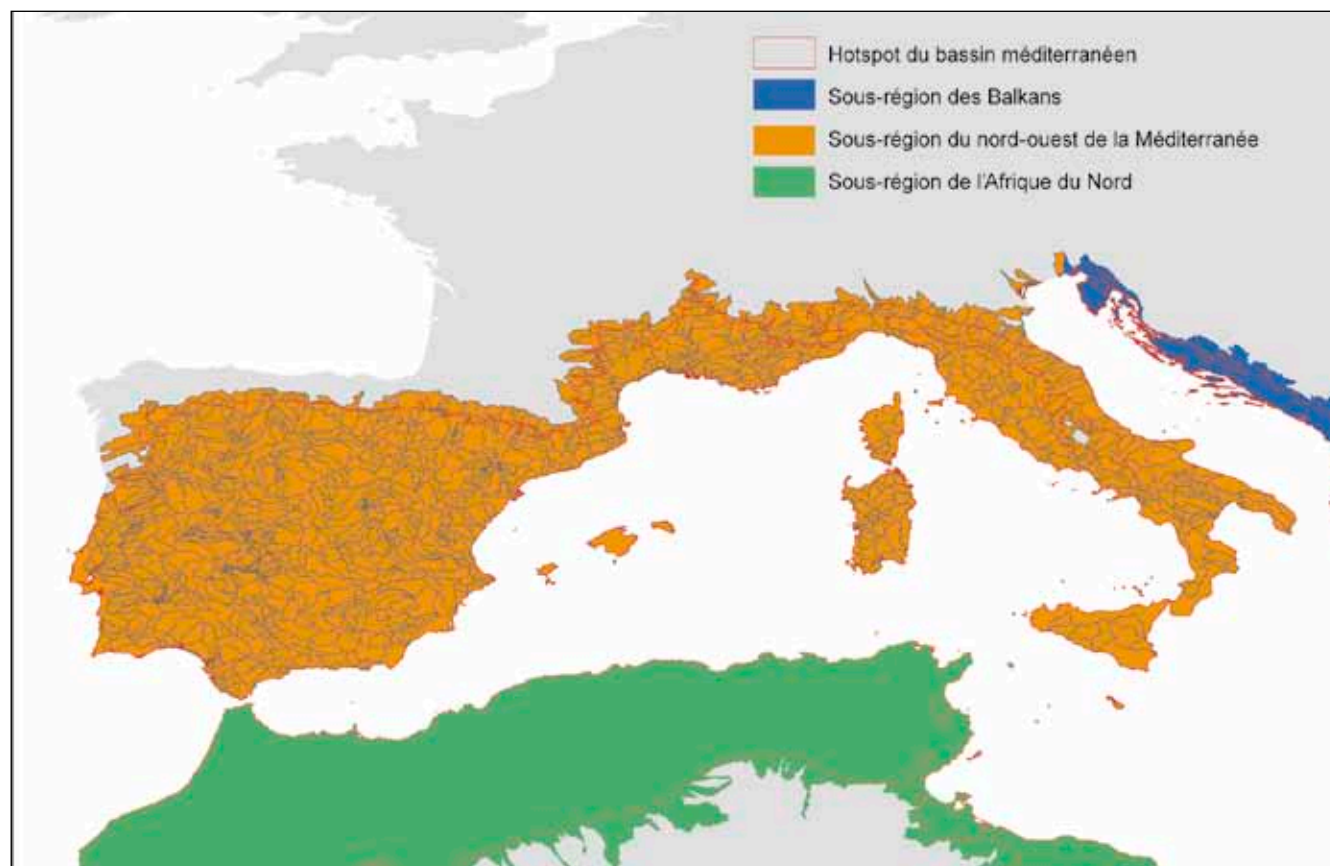 Hotspot du bassin méditerranéen
Sous-région des Balkans
Sous-région du nord-ouest de la Méditerranée
Sous-région de l'Afrique du Nord